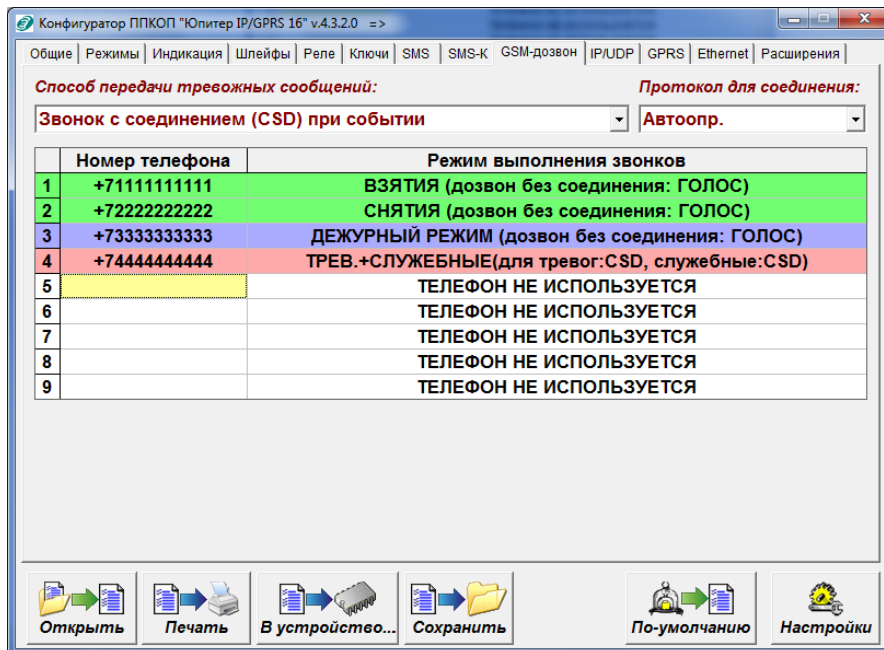 Конфигуратор ППКОП "Юпитер IP/GPRS 16" v.4.3.2.0 =>
Общие Режимы Индикация Шлейфы Реле Ключи SMS SMS-K GSM-дозвон IP/UDP GPRS Ethernet Расширения
Способ передачи тревожных сообщений: Протокол для соединения:
Звонок с соединением (CSD) при событии Автоопр.
Номер телефона Режим выполнения звонков
1 +71111111111 ВЗЯТИЯ (дозвон без соединения: ГОЛОС)
2 +72222222222 СНЯТИЯ (дозвон без соединения: ГОЛОС)
3 +73333333333 ДЕЖУРНЫЙ РЕЖИМ (дозвон без соединения: ГОЛОС)
4 +74444444444 ТРЕВ.+СЛУЖЕБНЫЕ(для тревог:CSD, служебные:CSD)
5 ТЕЛЕФОН НЕ ИСПОЛЬЗУЕТСЯ
6 ТЕЛЕФОН НЕ ИСПОЛЬЗУЕТСЯ
7 ТЕЛЕФОН НЕ ИСПОЛЬЗУЕТСЯ
8 ТЕЛЕФОН НЕ ИСПОЛЬЗУЕТСЯ
9 ТЕЛЕФОН НЕ ИСПОЛЬЗУЕТСЯ
Открыть Печать В устройство... Сохранить По-умолчанию Настройки